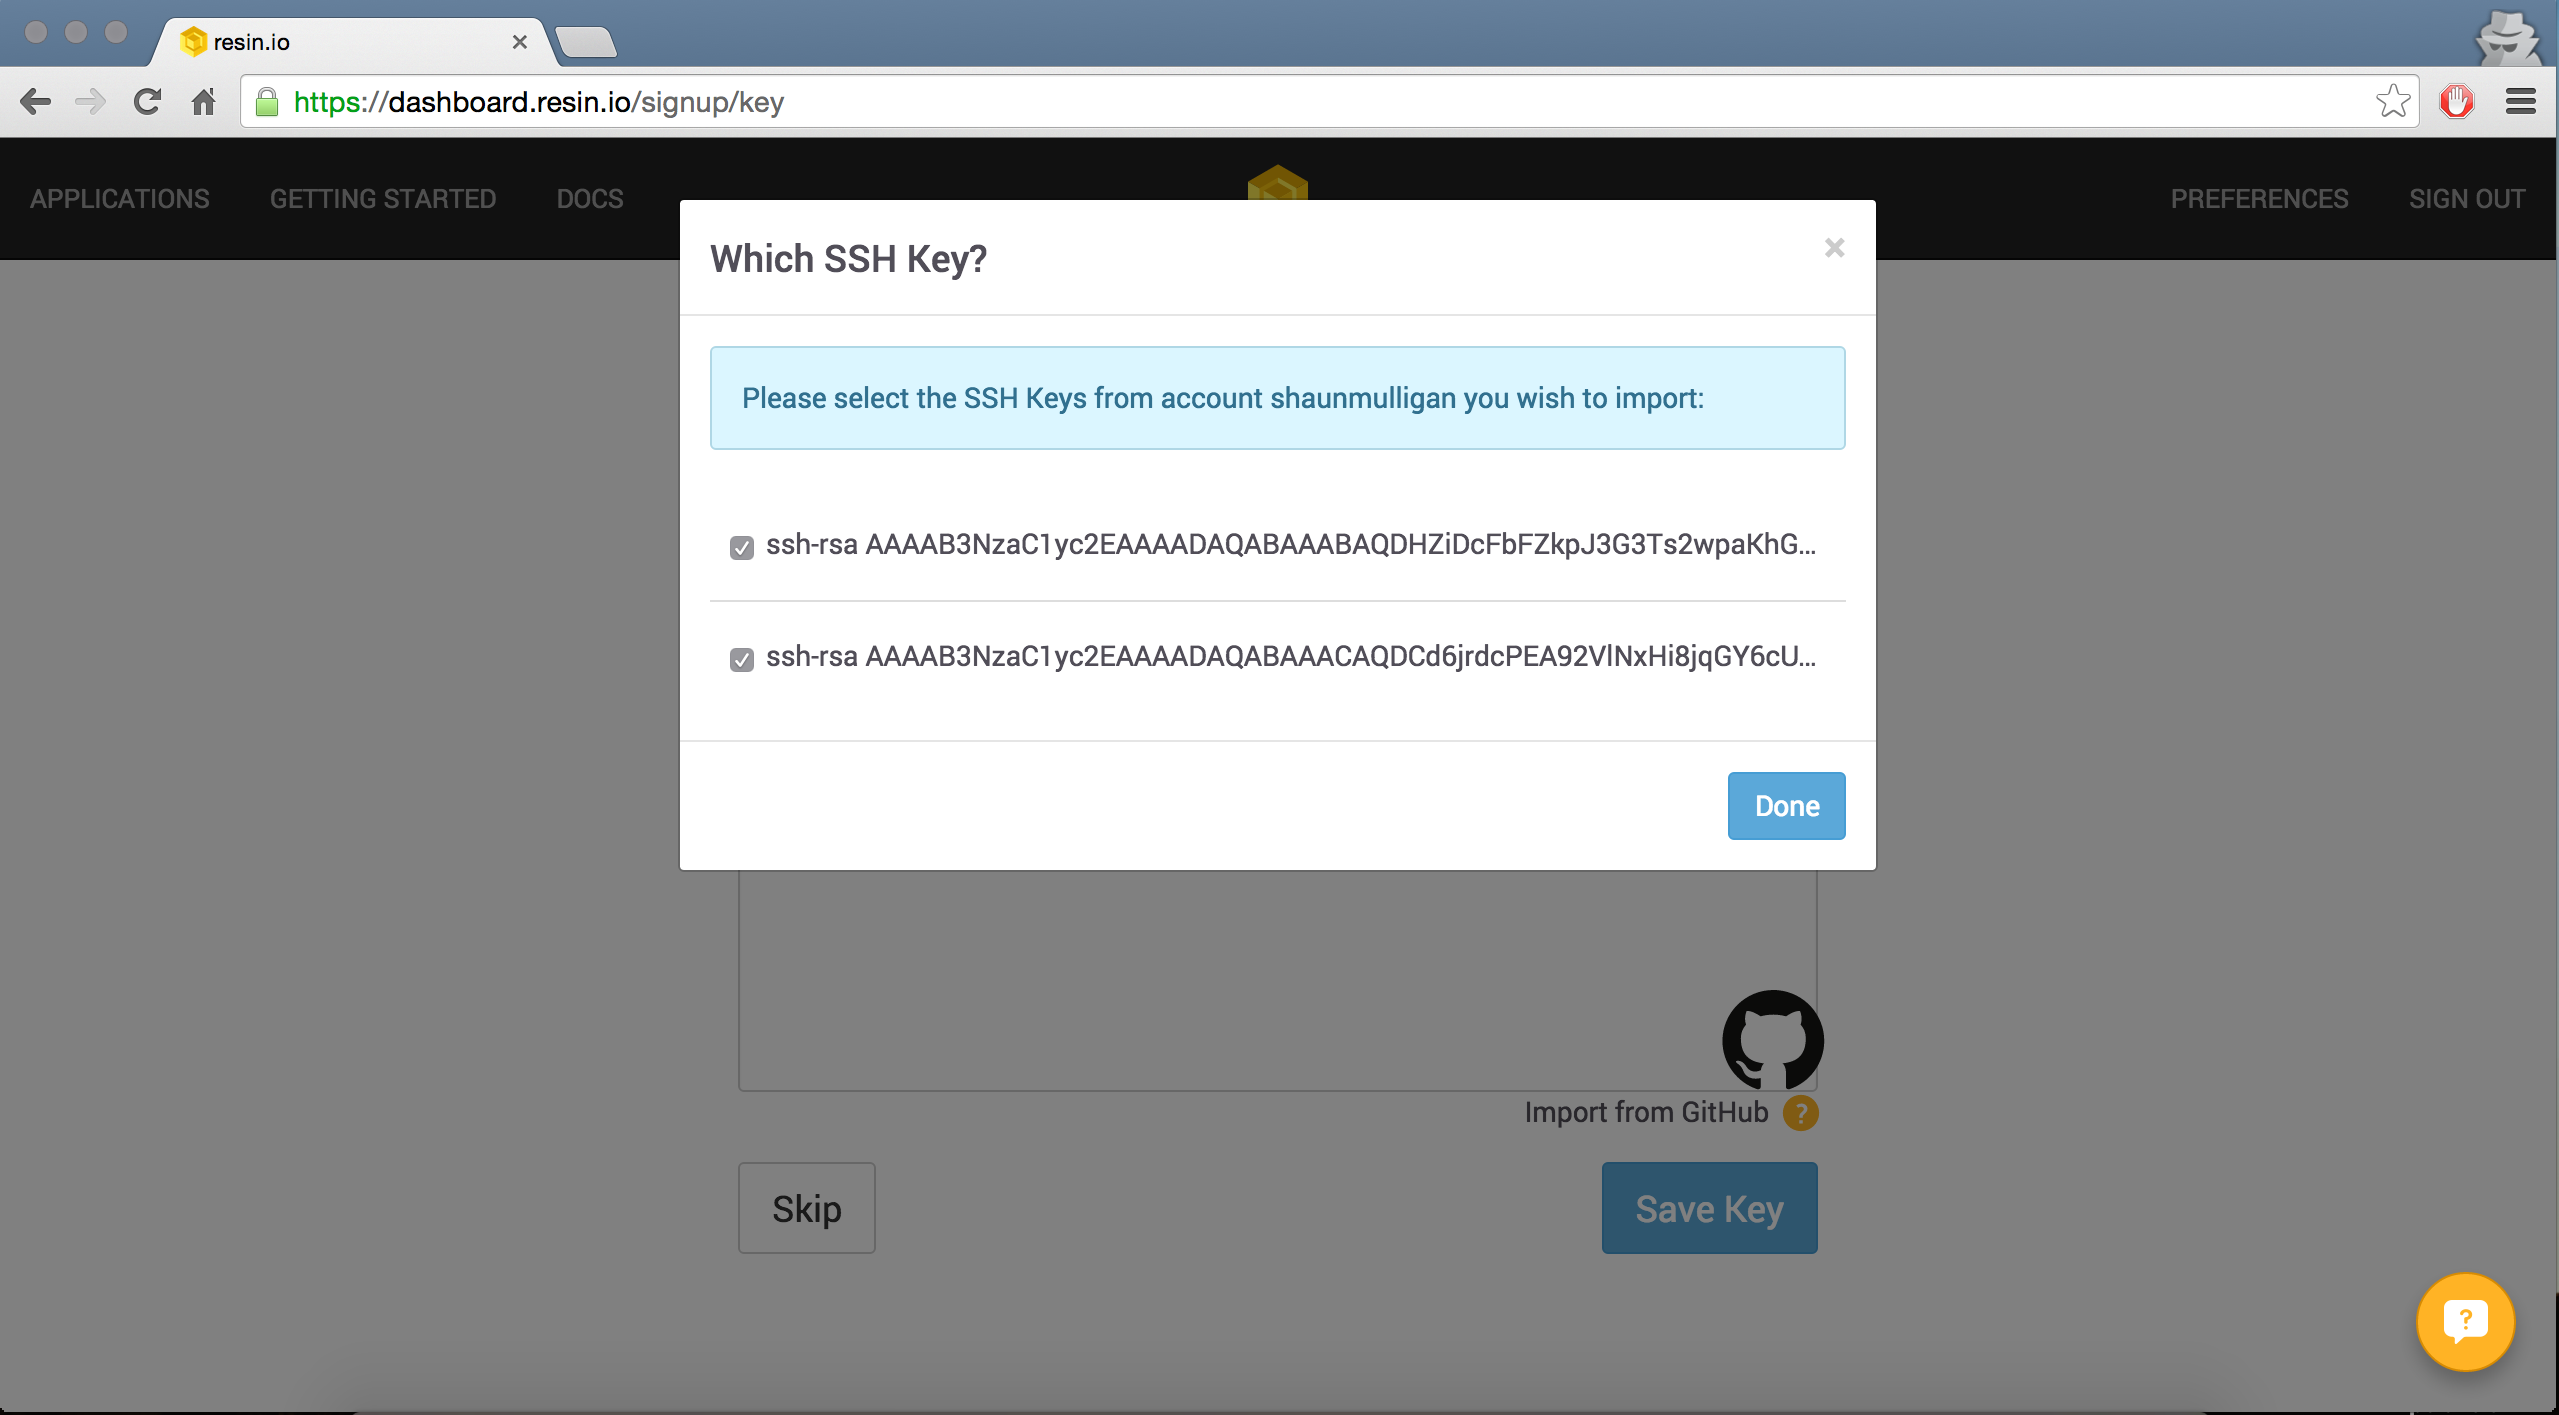 resin.io
https://dashboard.resin.io/signup/key
APPLICATIONS GETTING STARTED DOCS PREFERENCES SIGN OUT
Which SSH Key?
Please select the SSH Keys from account shaunmulligan you wish to import:
ssh-rsa AAAAB3NzaC1yc2EAAAADAQABAAABAQDHZiDcFbFZkpJ3G3Ts2wpaKhG...
ssh-rsa AAAAB3NzaC1yc2EAAAADAQABAAACAQDCd6jrdcPEA92VlNxHi8jqGY6cU...
Done
Import from GitHub ?
Skip Save Key
?